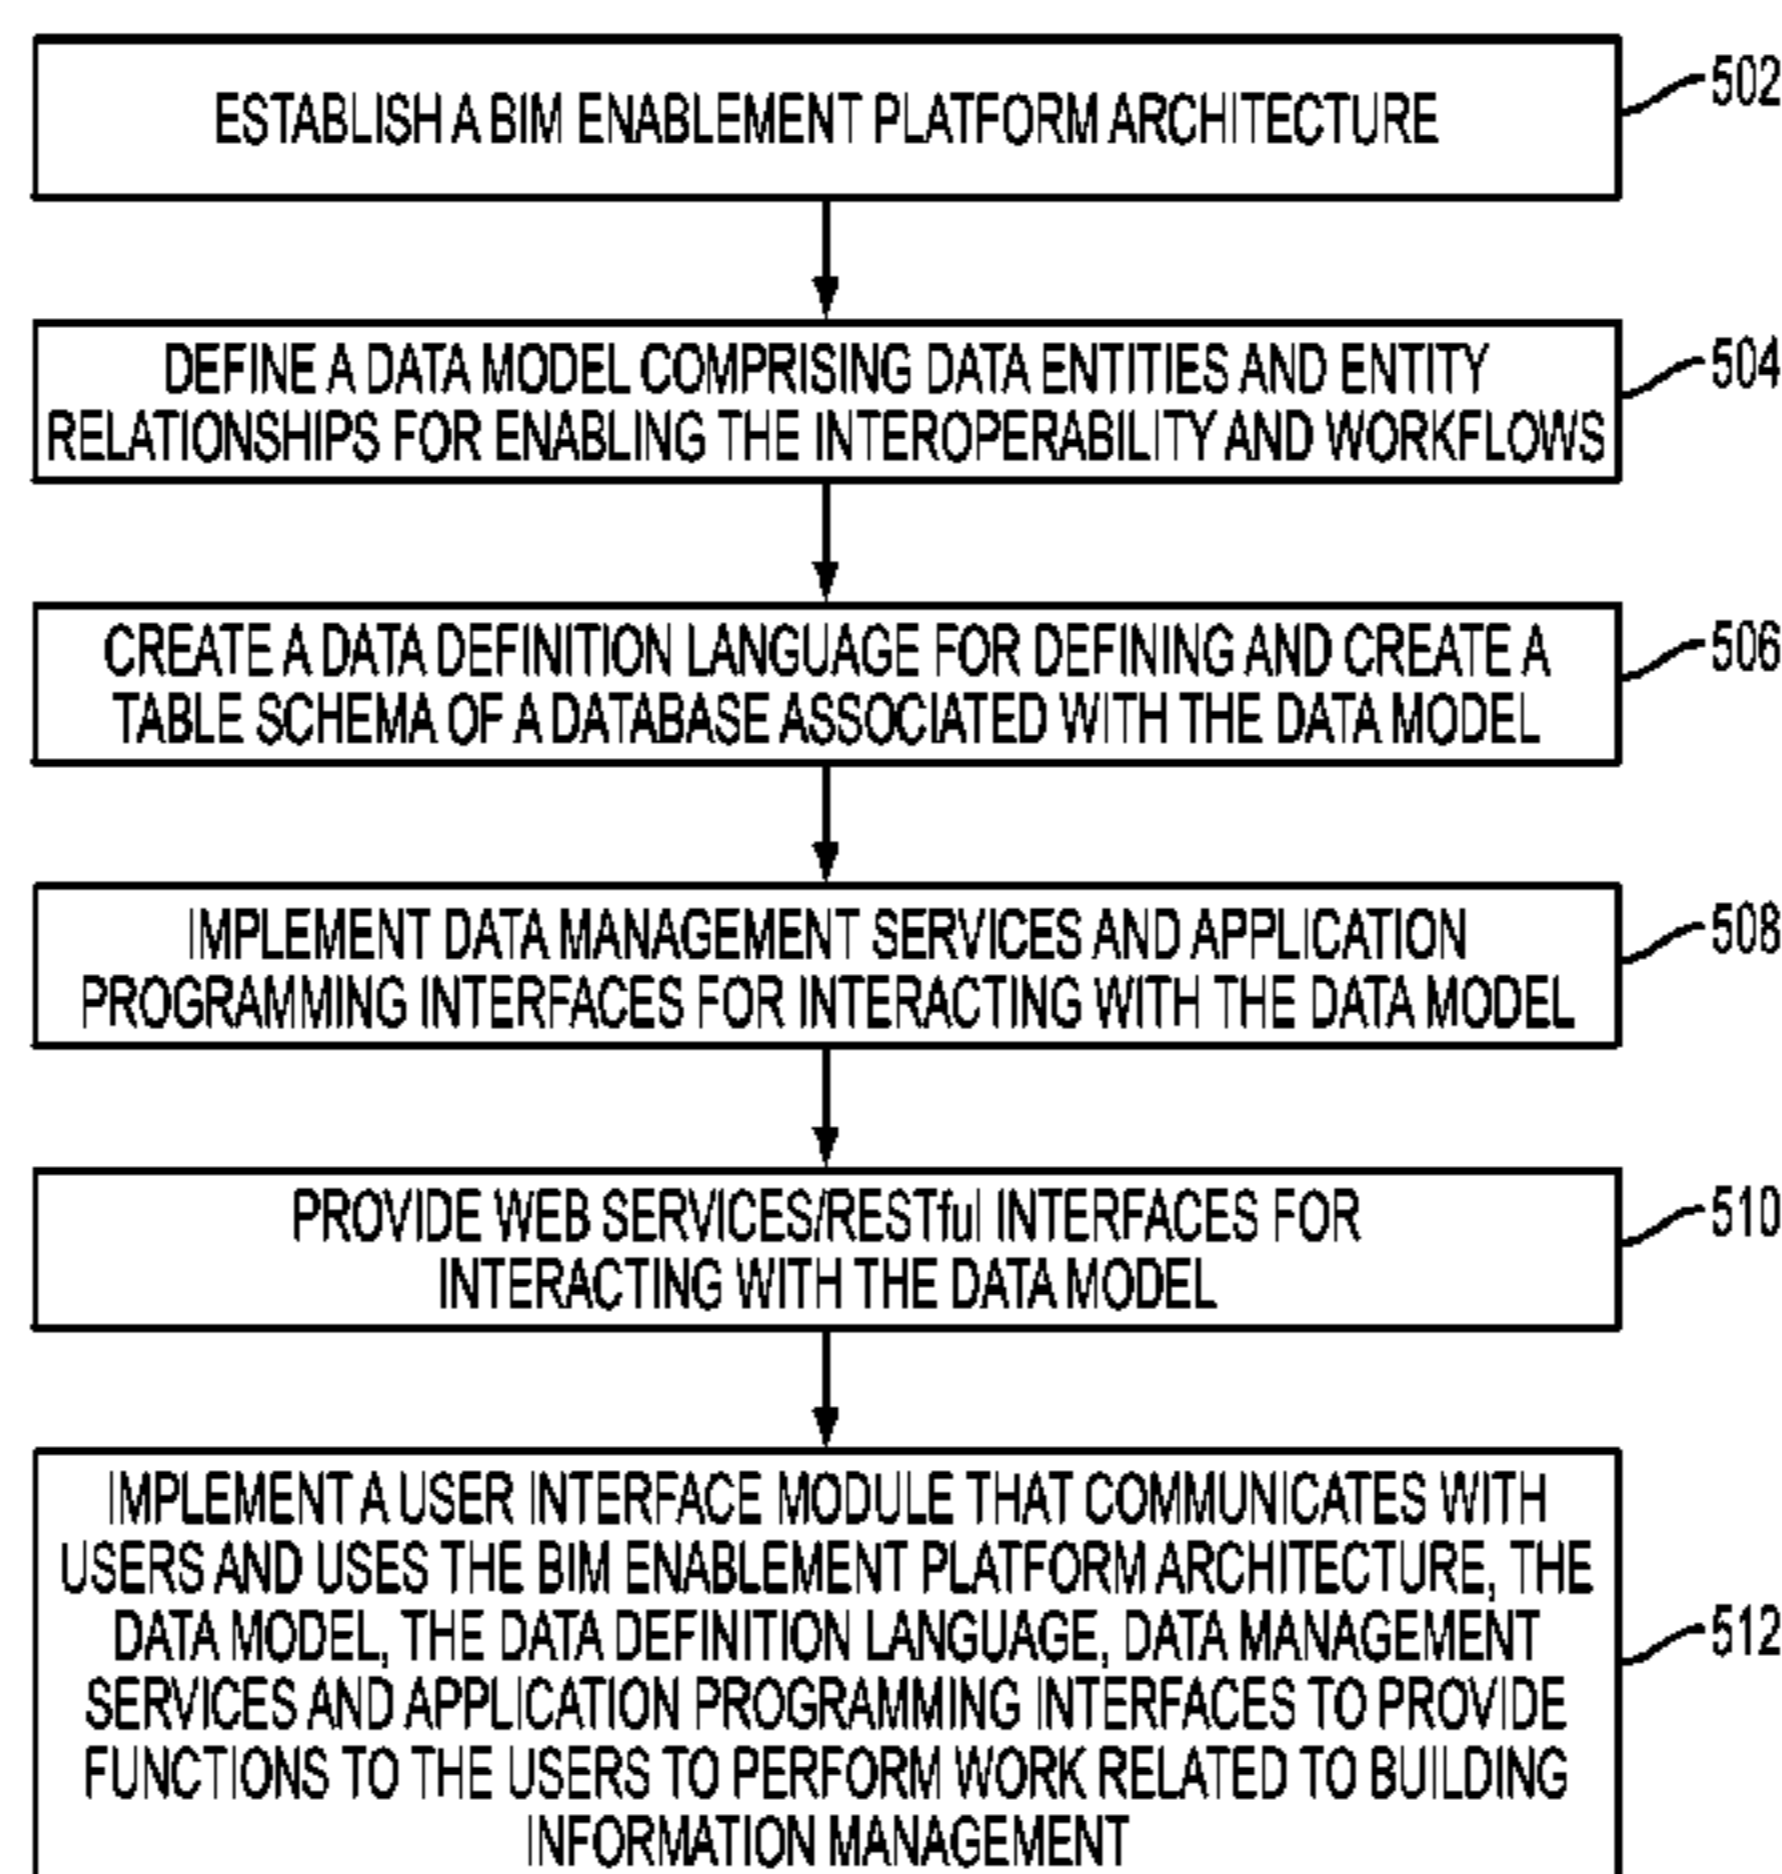 ESTABLISH A BIM ENABLEMENT PLATFORM ARCHITECTURE
502
DEFINE A DATA MODEL COMPRISING DATA ENTITIES AND ENTITY
RELATIONSHIPS FOR ENABLING THE INTEROPERABILITY AND WORKFLOWS
504
CREATE A DATA DEFINITION LANGUAGE FOR DEFINING AND CREATE A
TABLE SCHEMA OF A DATABASE ASSOCIATED WITH THE DATA MODEL
506
IMPLEMENT DATA MANAGEMENT SERVICES AND APPLICATION
PROGRAMMING INTERFACES FOR INTERACTING WITH THE DATA MODEL
508
PROVIDE WEB SERVICES/RESTful INTERFACES FOR
INTERACTING WITH THE DATA MODEL
510
IMPLEMENT A USER INTERFACE MODULE THAT COMMUNICATES WITH
USERS AND USES THE BIM ENABLEMENT PLATFORM ARCHITECTURE, THE
DATA MODEL, THE DATA DEFINITION LANGUAGE, DATA MANAGEMENT
SERVICES AND APPLICATION PROGRAMMING INTERFACES TO PROVIDE
FUNCTIONS TO THE USERS TO PERFORM WORK RELATED TO BUILDING
INFORMATION MANAGEMENT
512